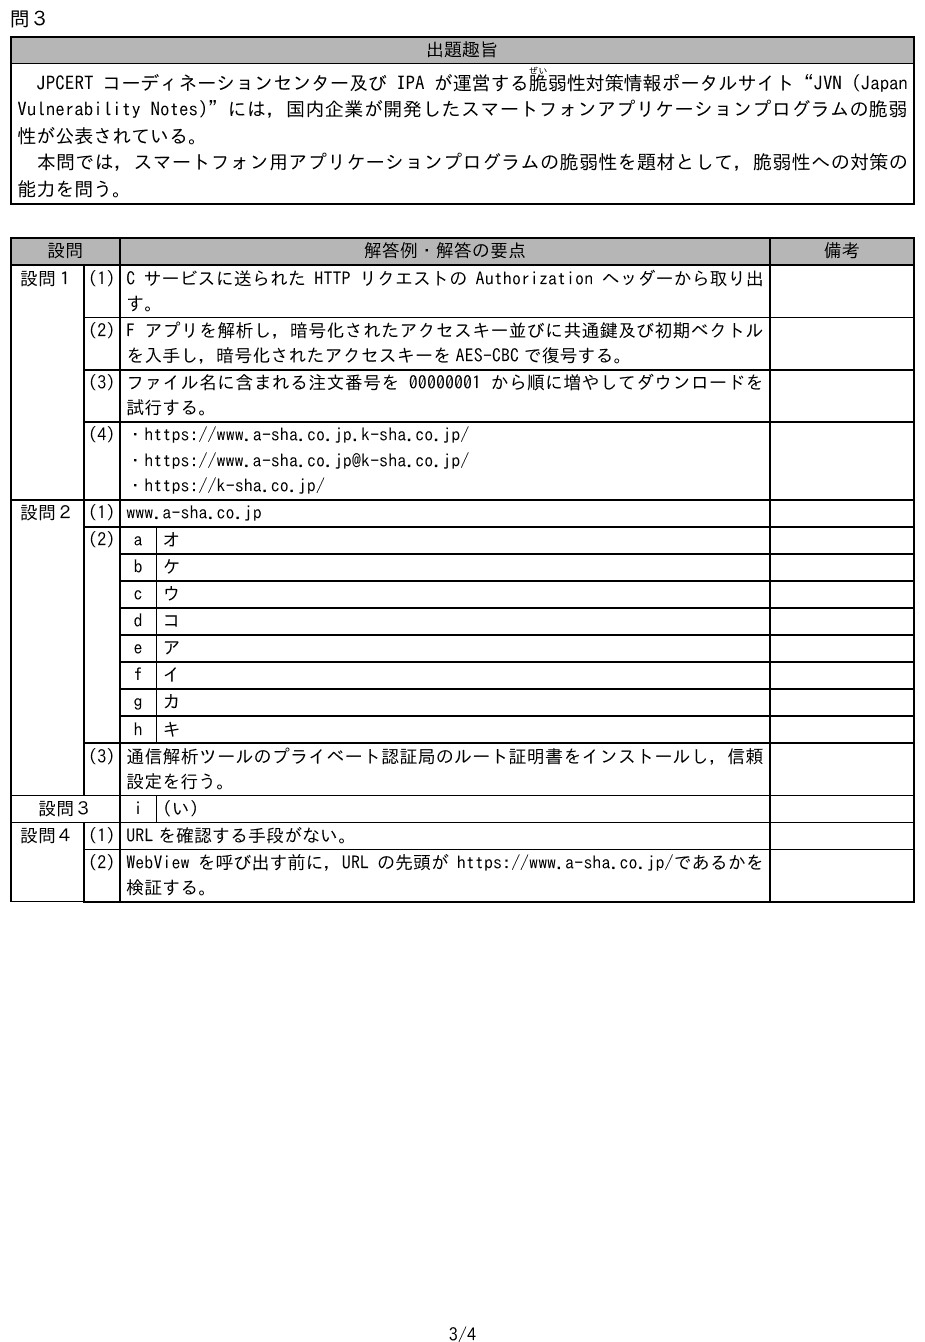 問３
出題趣旨
JPCERT コーディネーションセンター及び IPA が運営する脆弱性対策情報ポータルサイト“JVN（Japan
ぜい
Vulnerability Notes）”には，国内企業が開発したスマートフォンアプリケーションプログラムの脆弱
性が公表されている。
本問では，スマートフォン用アプリケーションプログラムの脆弱性を題材として，脆弱性への対策の
能力を問う。
設問 解答例・解答の要点 備考
設問１ (1) C サービスに送られた HTTP リクエストの Authorization ヘッダーから取り出
す。
(2) F アプリを解析し，暗号化されたアクセスキー並びに共通鍵及び初期ベクトル
を入手し，暗号化されたアクセスキーを AES-CBC で復号する。
(3) ファイル名に含まれる注文番号を 00000001 から順に増やしてダウンロードを
試行する。
(4) ・https://www.a-sha.co.jp.k-sha.co.jp/
・https://www.a-sha.co.jp@k-sha.co.jp/
・https://k-sha.co.jp/
設問２ (1) www.a-sha.co.jp
(2) a オ
b ケ
c ウ
d コ
e ア
f イ
g カ
h キ
(3) 通信解析ツールのプライベート認証局のルート証明書をインストールし，信頼
設定を行う。
設問３ i （い）
設問４ (1) URL を確認する手段がない。
(2) WebView を呼び出す前に，URL の先頭が https://www.a-sha.co.jp/であるかを
検証する。
3/4